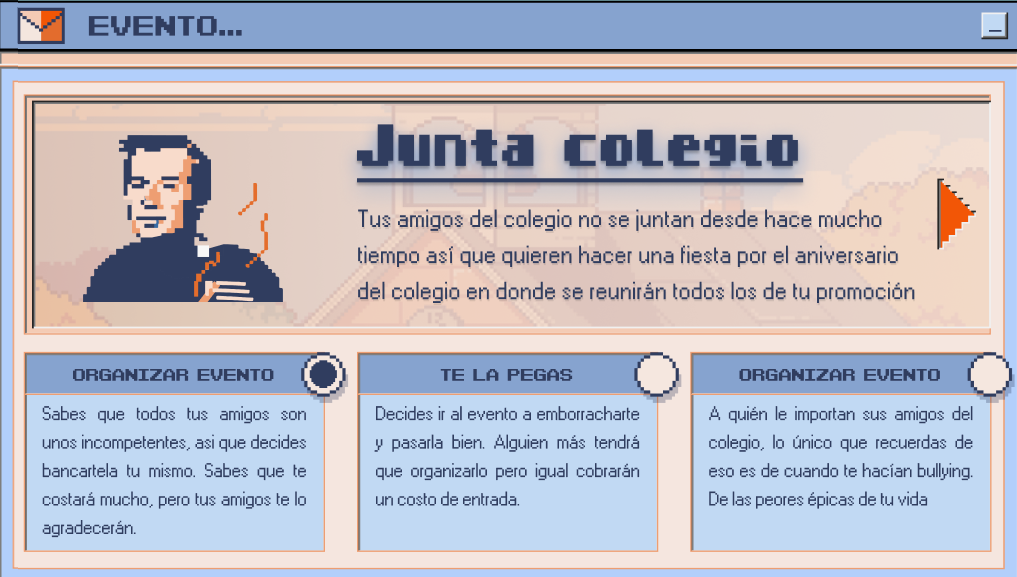 EVENTO...
Junta colegio
Tus amigos del colegio no se juntan desde hace mucho
tiempo así que quieren hacer una fiesta por el aniversario
del colegio en donde se reunirán todos los de tu promoción
ORGANIZAR EVENTO
Sabes que todos tus amigos son
unos incompetentes, asi que decides
bancartela tu mismo. Sabes que te
costará mucho, pero tus amigos te lo
agradecerán.
TE LA PEGAS
Decides ir al evento a emborracharte
y pasarla bien. Alguien más tendrá
que organizarlo pero igual cobrarán
un costo de entrada.
ORGANIZAR EVENTO
A quién le importan sus amigos del
colegio, lo único que recuerdas de
eso es de cuando te hacían bullying.
De las peores épicas de tu vida